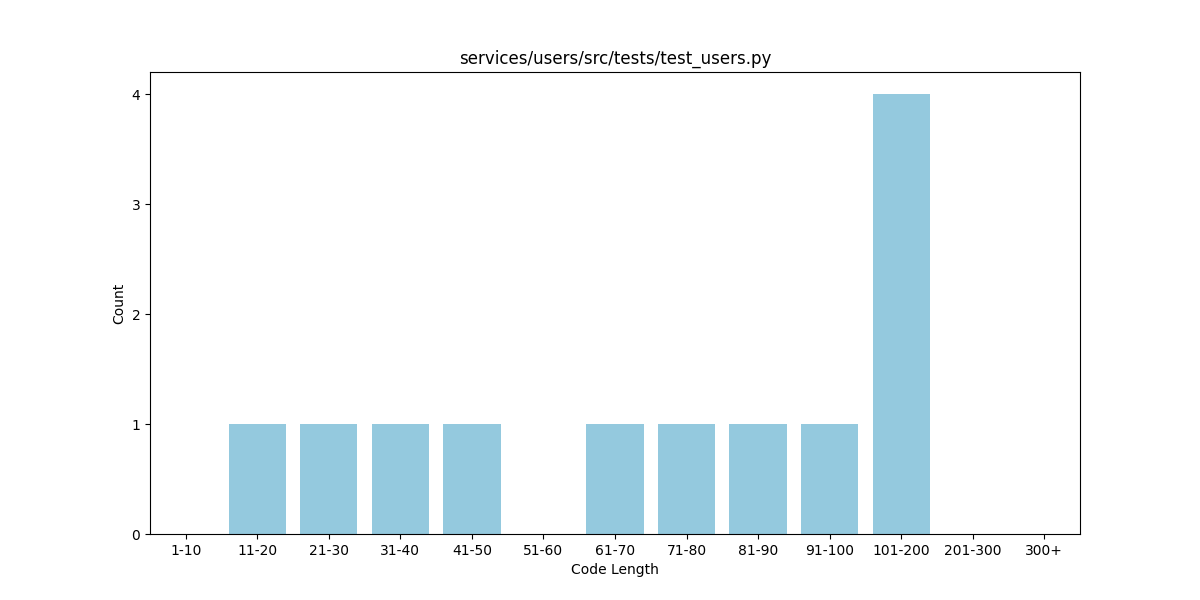 services/users/src/tests/test_users.py
4
3
2
1
0
Count
1-10 11-20 21-30 31-40 41-50 51-60 61-70 71-80 81-90 91-100 101-200 201-300 300+
Code Length